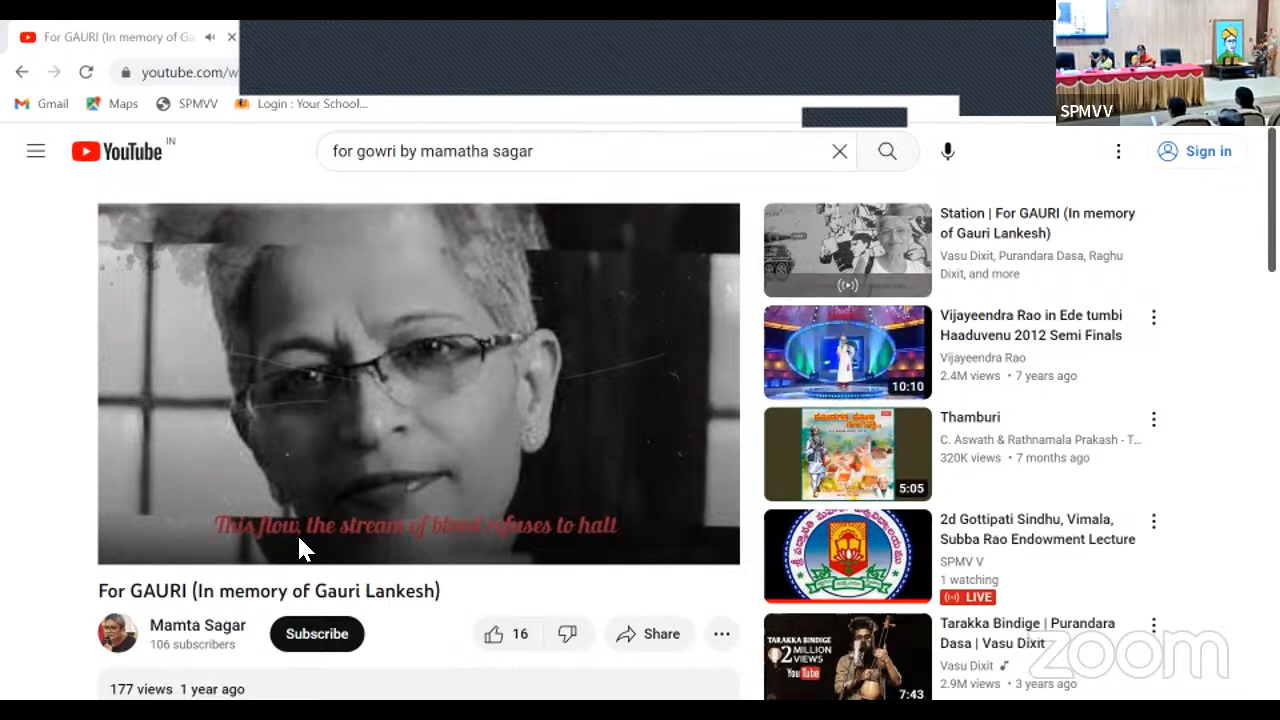 For GAURI (In memory of Ga
youtube.com/w
Gmail
Maps
SPMVV
Login : Your School...
SPMVV
YouTube
IN
for gowri by mamatha sagar
Sign in
This flow, the stream of blood refuses to halt
For GAURI (In memory of Gauri Lankesh)
Mamta Sagar
106 subscribers
Subscribe
16
Share
177 views 1 year ago
Station | For GAURI (In memory
of Gauri Lankesh)
Vasu Dixit, Purandara Dasa, Raghu
Dixit, and more
10:10
Vijayeendra Rao in Ede tumbi
Haaduvenu 2012 Semi Finals
Vijayeendra Rao
2.4M views • 7 years ago
5:05
Thamburi
C. Aswath & Rathnamala Prakash - T...
320K views • 7 months ago
2d Gottipati Sindhu, Vimala,
Subba Rao Endowment Lecture
SPMV V
1 watching
LIVE
TARAKKA BINDIGE
2 MILLION
VIEWS
YouTube
7:43
Tarakka Bindige | Purandara
Dasa | Vasu Dixit
Vasu Dixit
2.9M views • 3 years ago
zoom